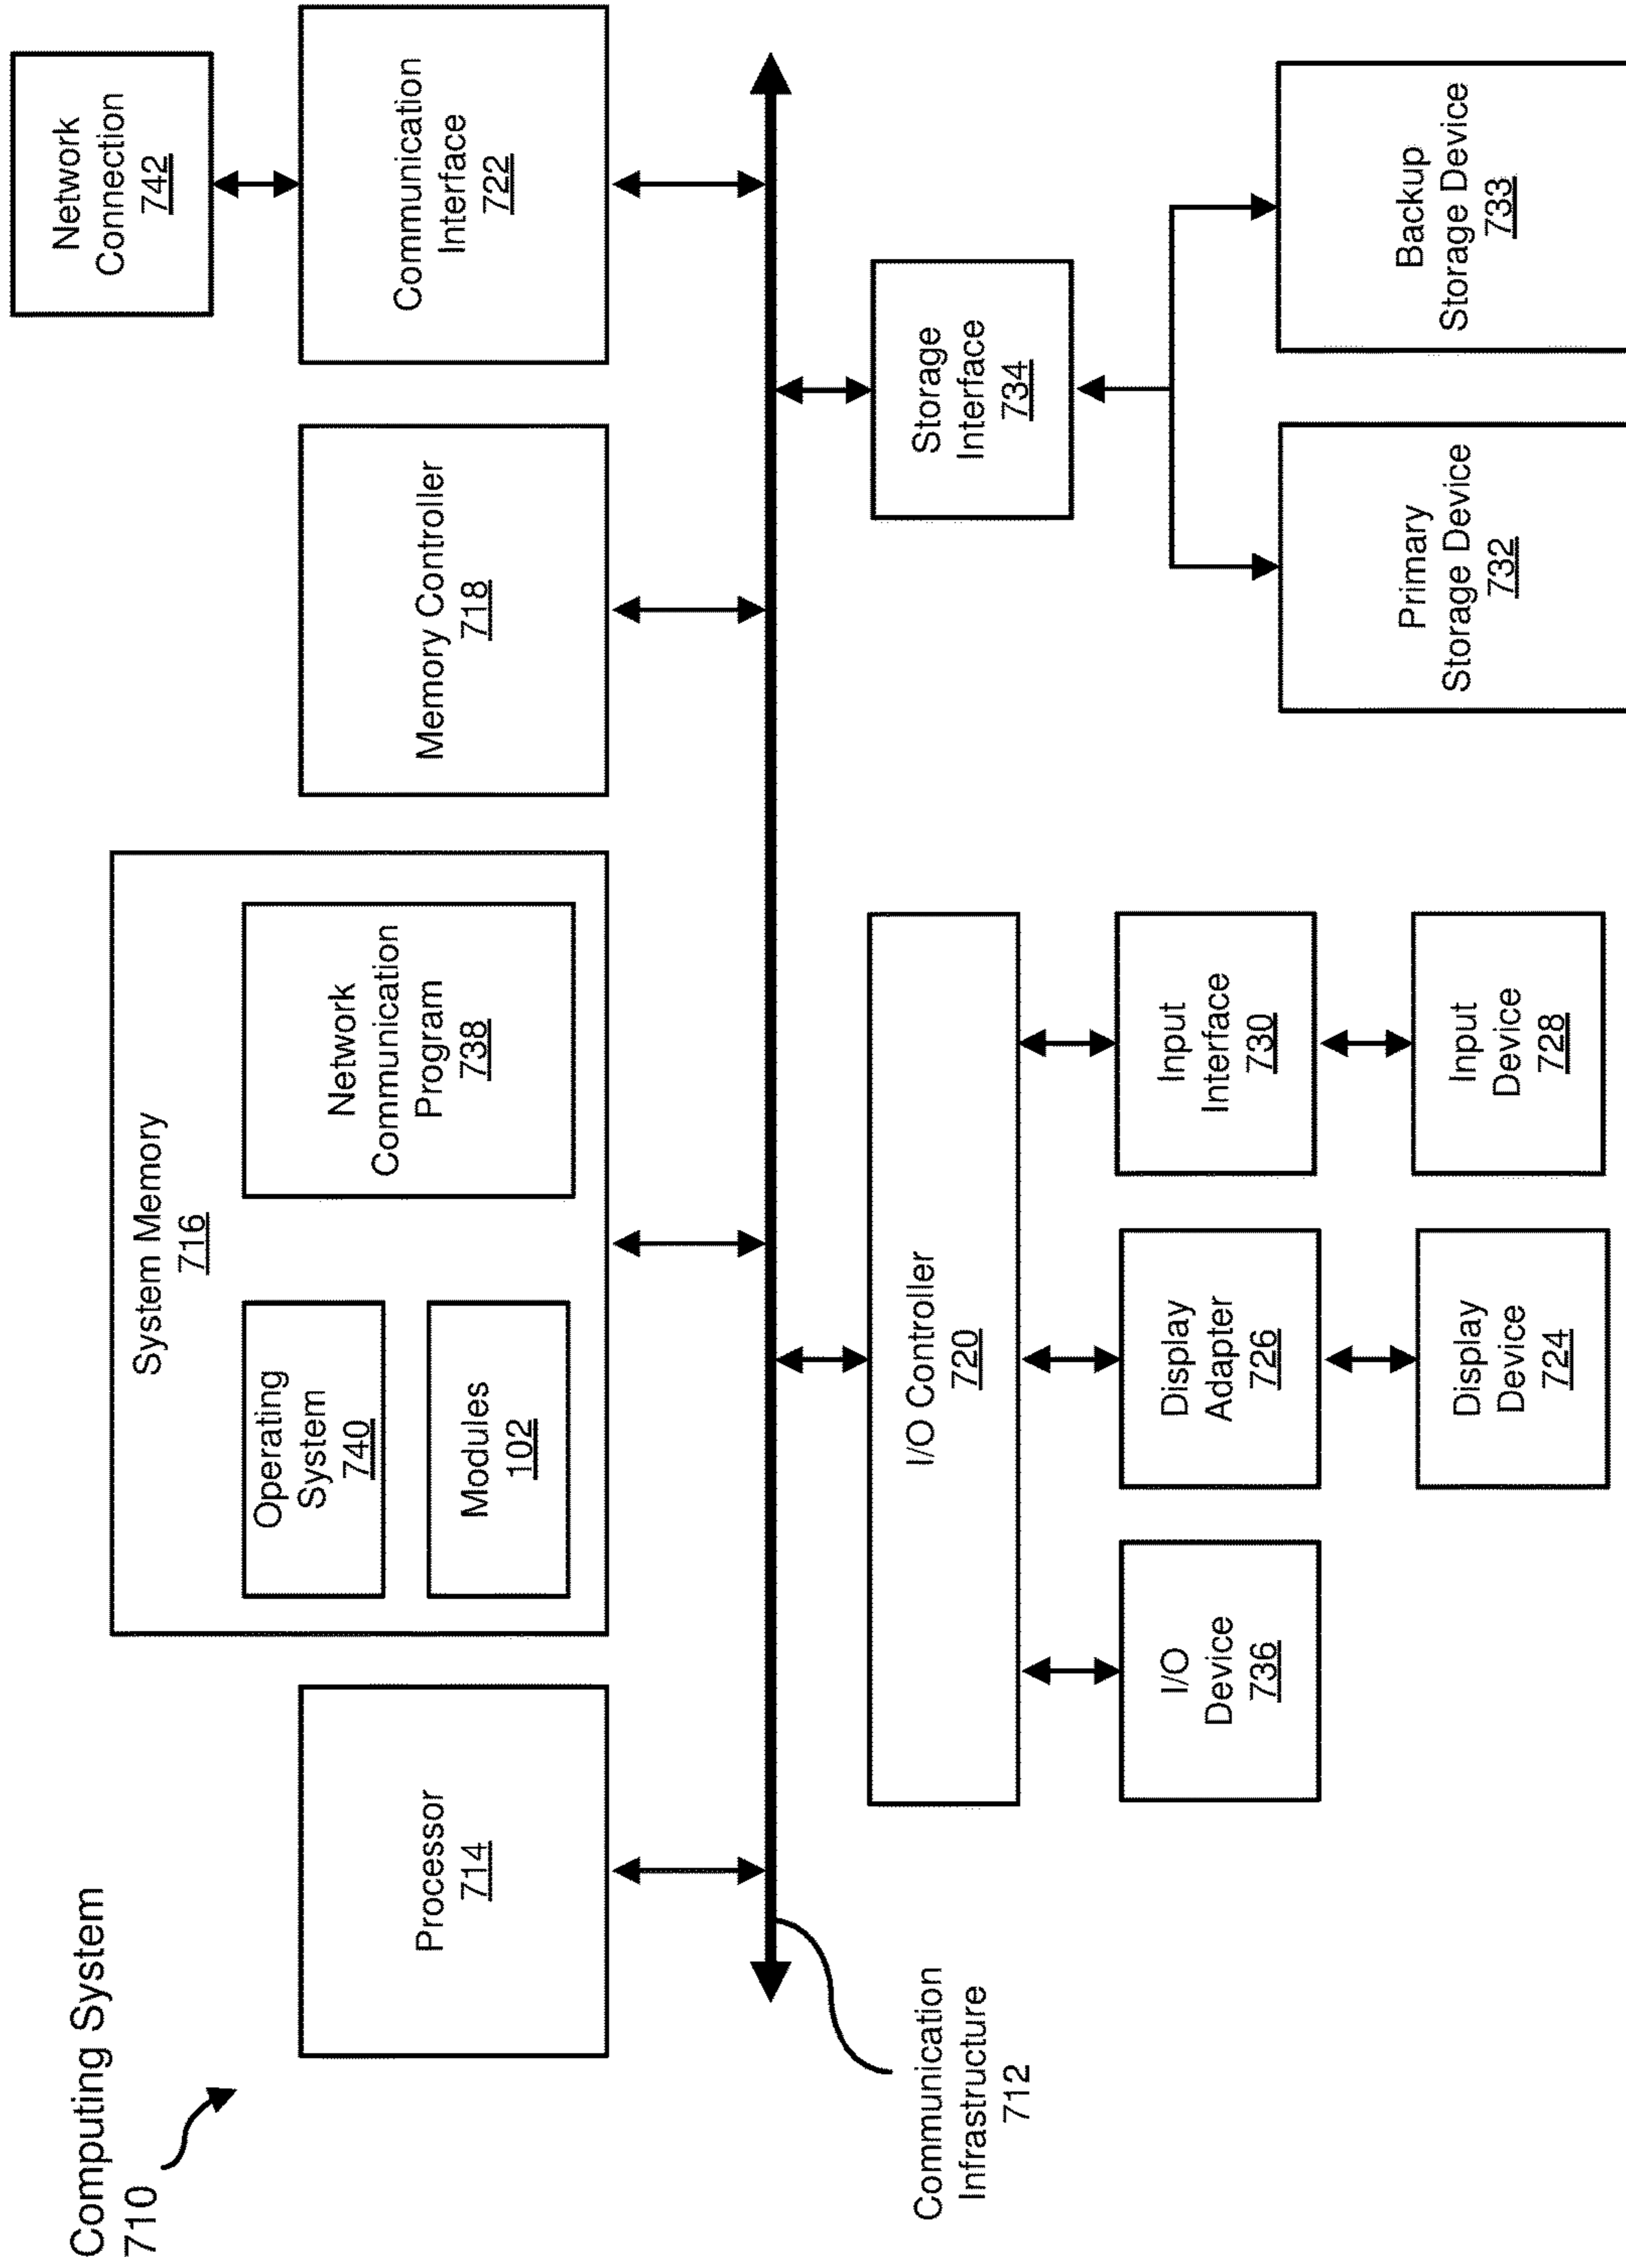 Computing System
710
Processor
714
System Memory
716
Operating
System
740
Modules
102
Network
Communication
Program
738
Memory Controller
718
Communication
Interface
722
Network
Connection
742
Communication
Infrastructure
712
I/O Controller
720
I/O
Device
736
Display
Adapter
726
Input
Interface
730
Display
Device
724
Input
Device
728
Storage
Interface
734
Primary
Storage Device
732
Backup
Storage Device
733